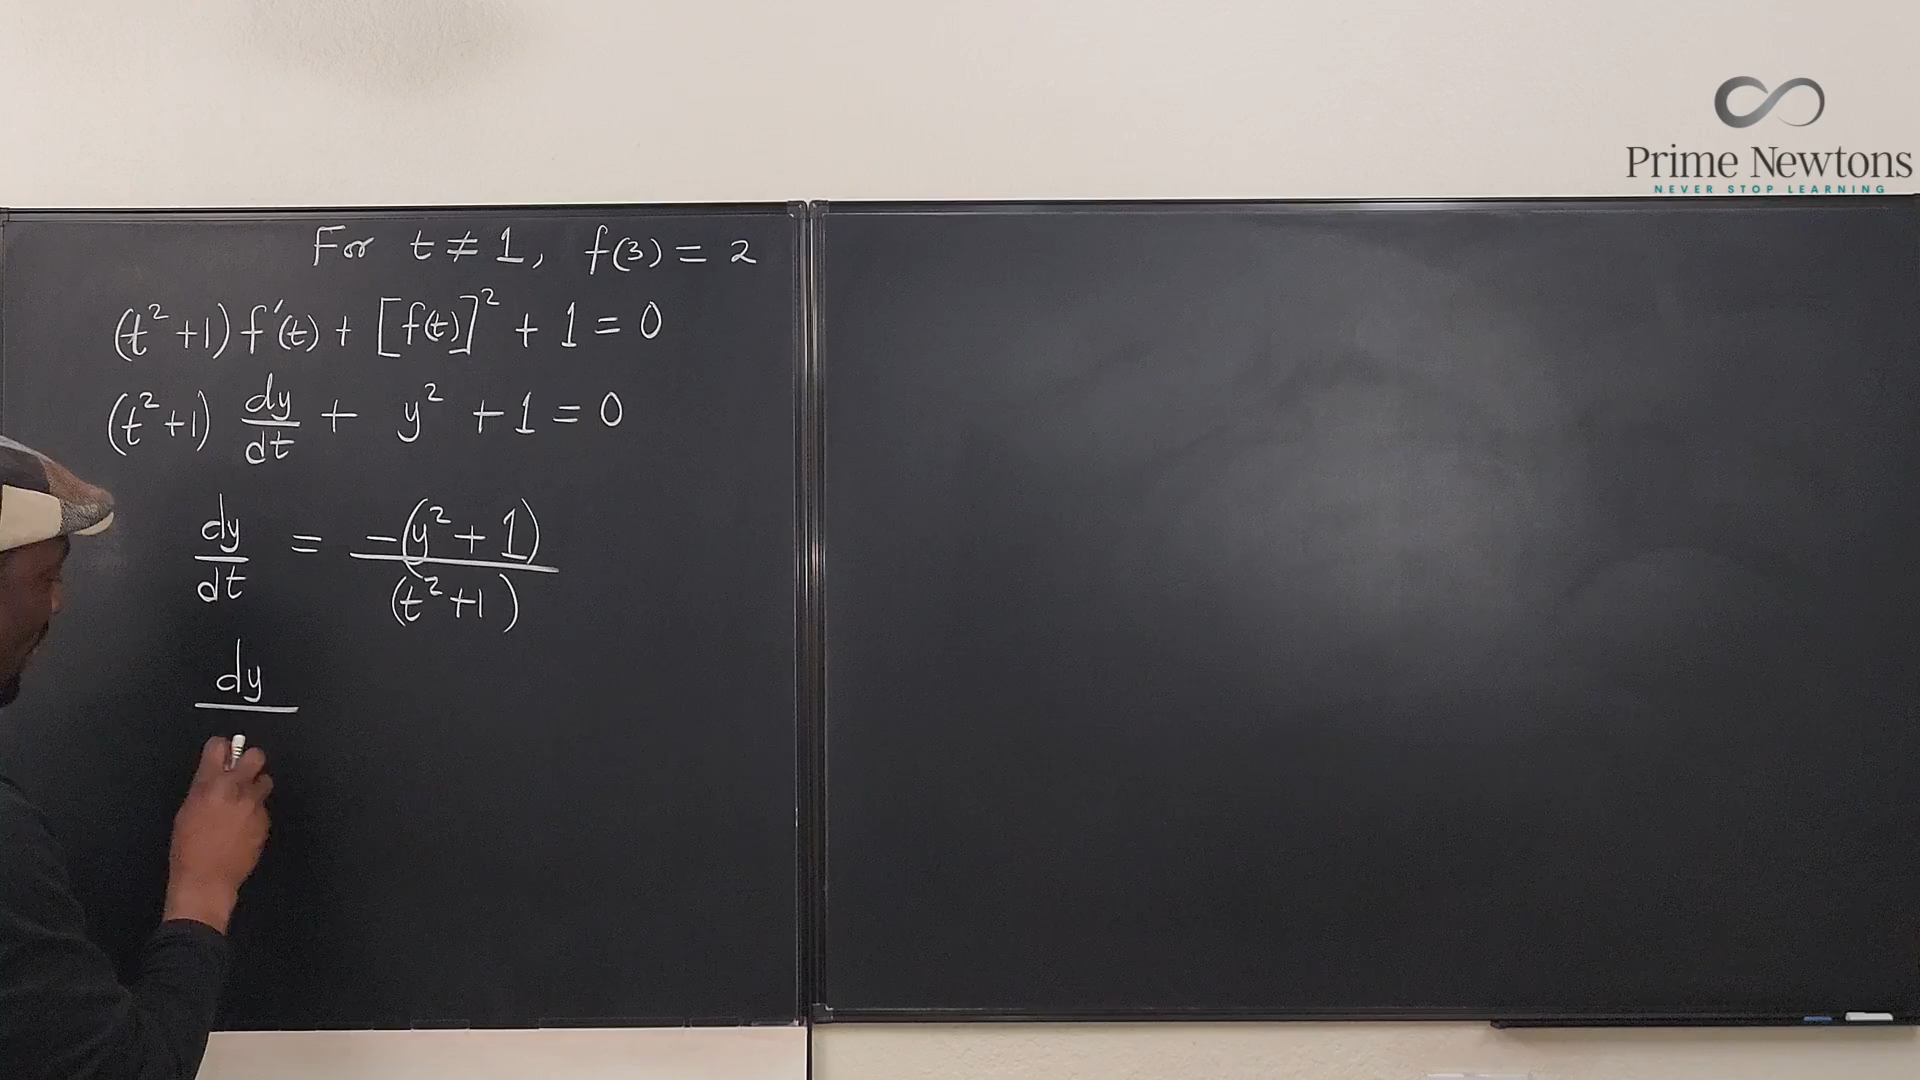 Prime Newtons
NEVER STOP LEARNING
For t ≠ 1, f(3) = 2
(t² + 1) f'(t) + [f(t)]² + 1 = 0
(t² + 1) dy/dt + y² + 1 = 0
dy/dt = -(y² + 1)/(t² + 1)
dy